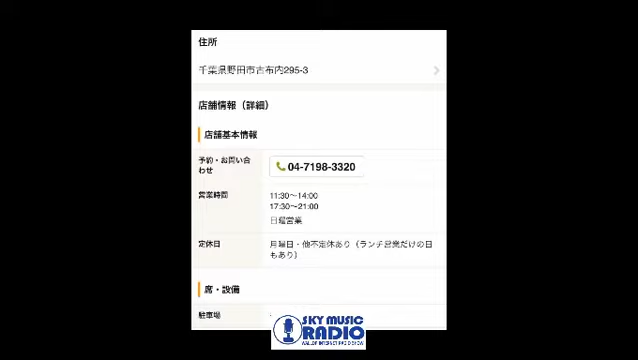 住所
千葉県野田市古布内295-3
店舗情報（詳細）
店舗基本情報
予約・お問い合
わせ
04-7198-3320
営業時間
11:30～14:00
17:30～21:00
日曜営業
定休日
月曜日・他不定休あり（ランチ営業だけの日
もあり）
席・設備
駐車場
SKY MUSIC
RADIO